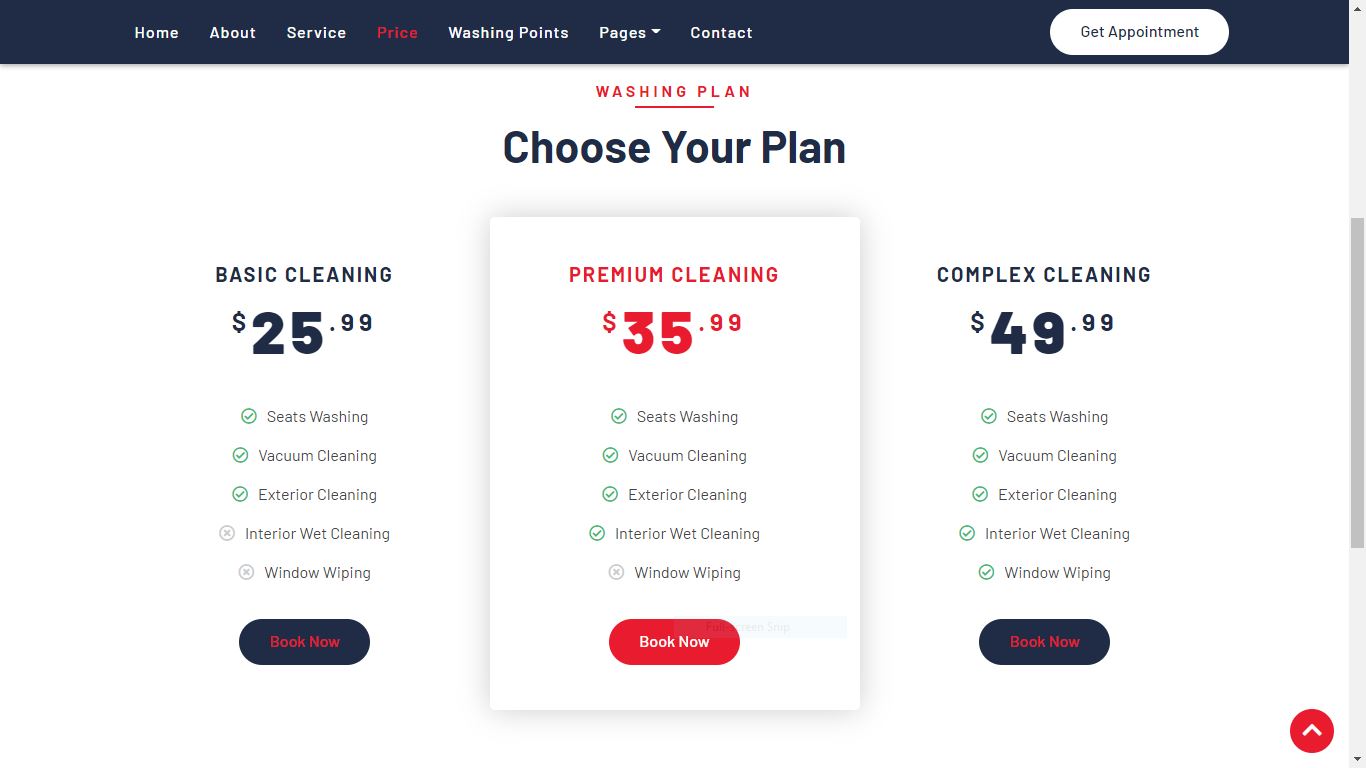 Home About Service Price Washing Points Pages Contact Get Appointment
WASHING PLAN
Choose Your Plan
BASIC CLEANING
$25.99
Seats Washing
Vacuum Cleaning
Exterior Cleaning
Interior Wet Cleaning
Window Wiping
Book Now
PREMIUM CLEANING
$35.99
Seats Washing
Vacuum Cleaning
Exterior Cleaning
Interior Wet Cleaning
Window Wiping
Full-screen Snip
Book Now
COMPLEX CLEANING
$49.99
Seats Washing
Vacuum Cleaning
Exterior Cleaning
Interior Wet Cleaning
Window Wiping
Book Now